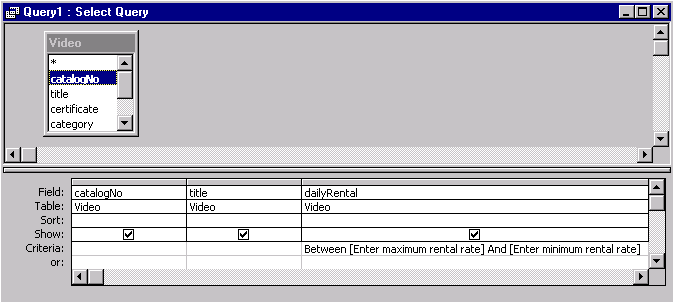 Query1 : Select Query
Video
*
catalogNo
title
certificate
category
Field: catalogNo title dailyRental
Table: Video Video Video
Sort:
Show:
Criteria: Between [Enter maximum rental rate] And [Enter minimum rental rate]
or: